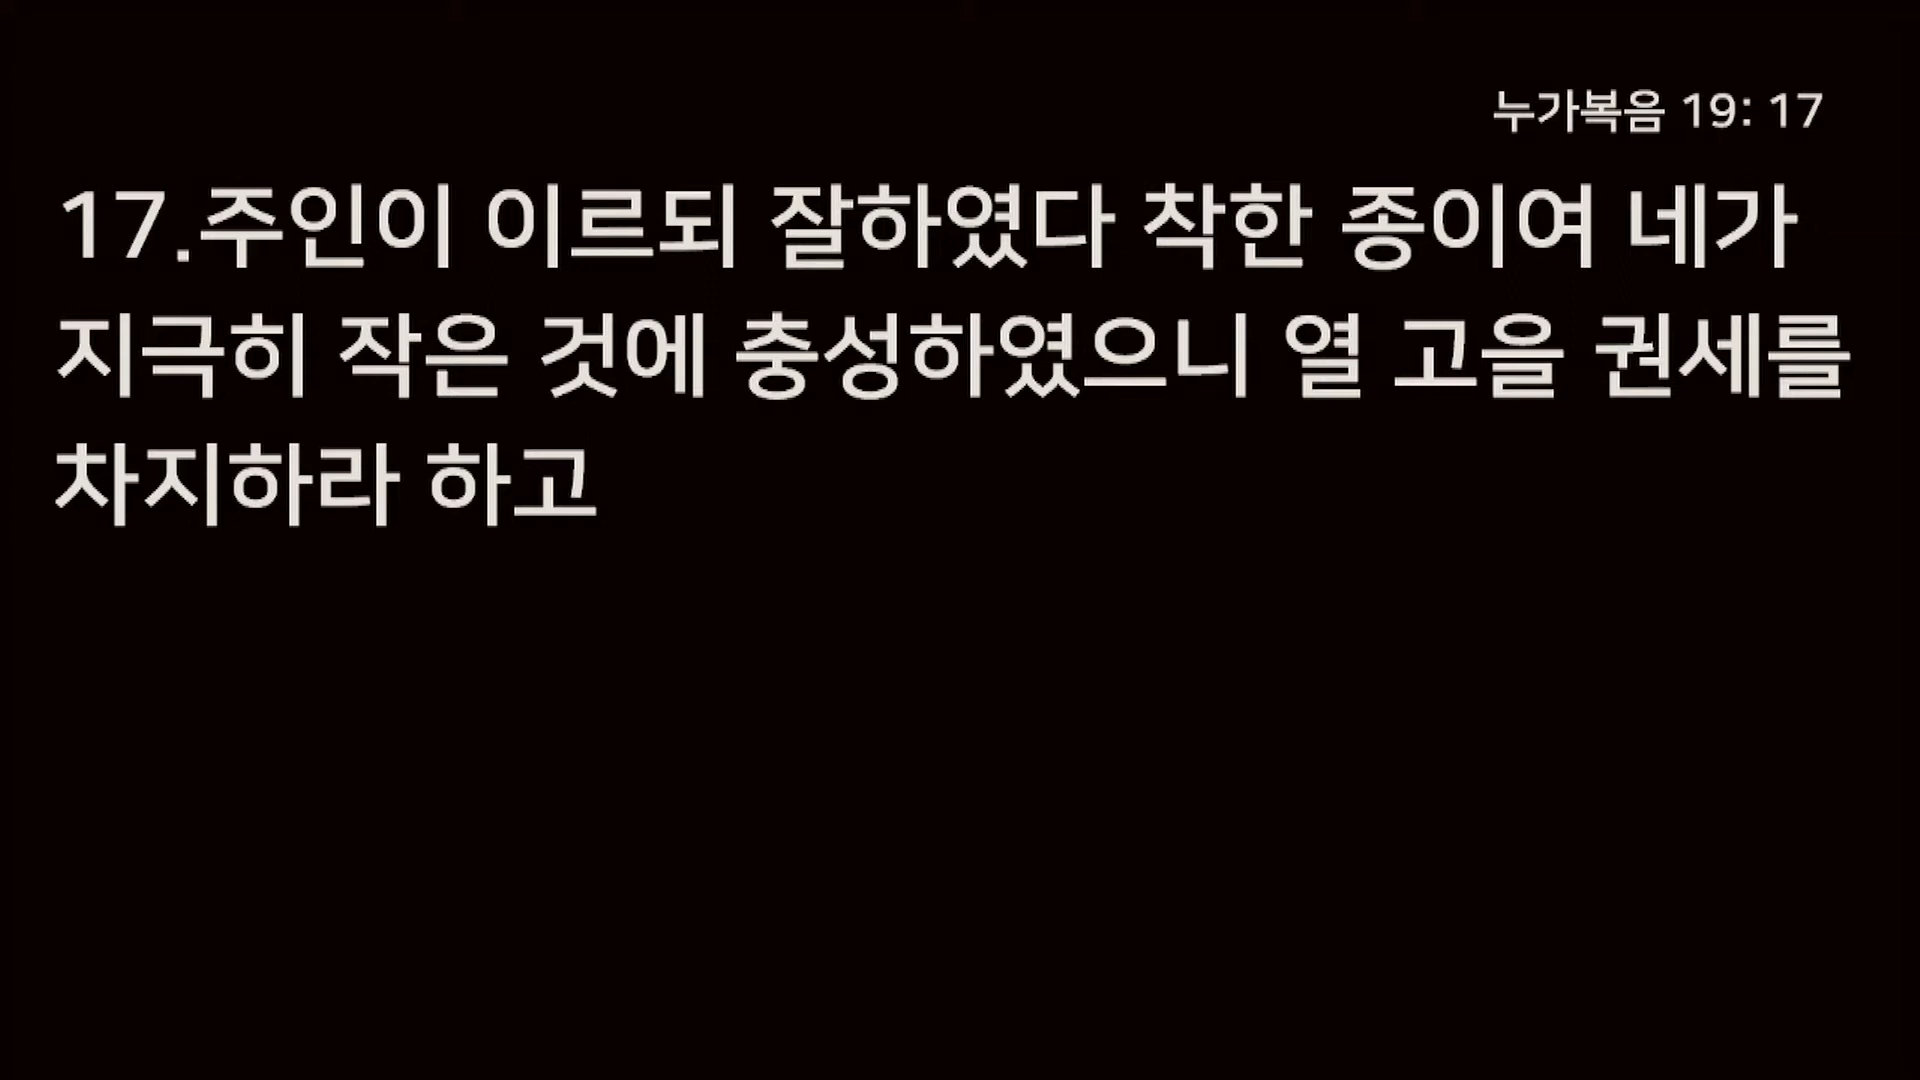 누가복음 19: 17
17.주인이 이르되 잘하였다 착한 종이여 네가
지극히 작은 것에 충성하였으니 열 고을 권세를
차지하라 하고